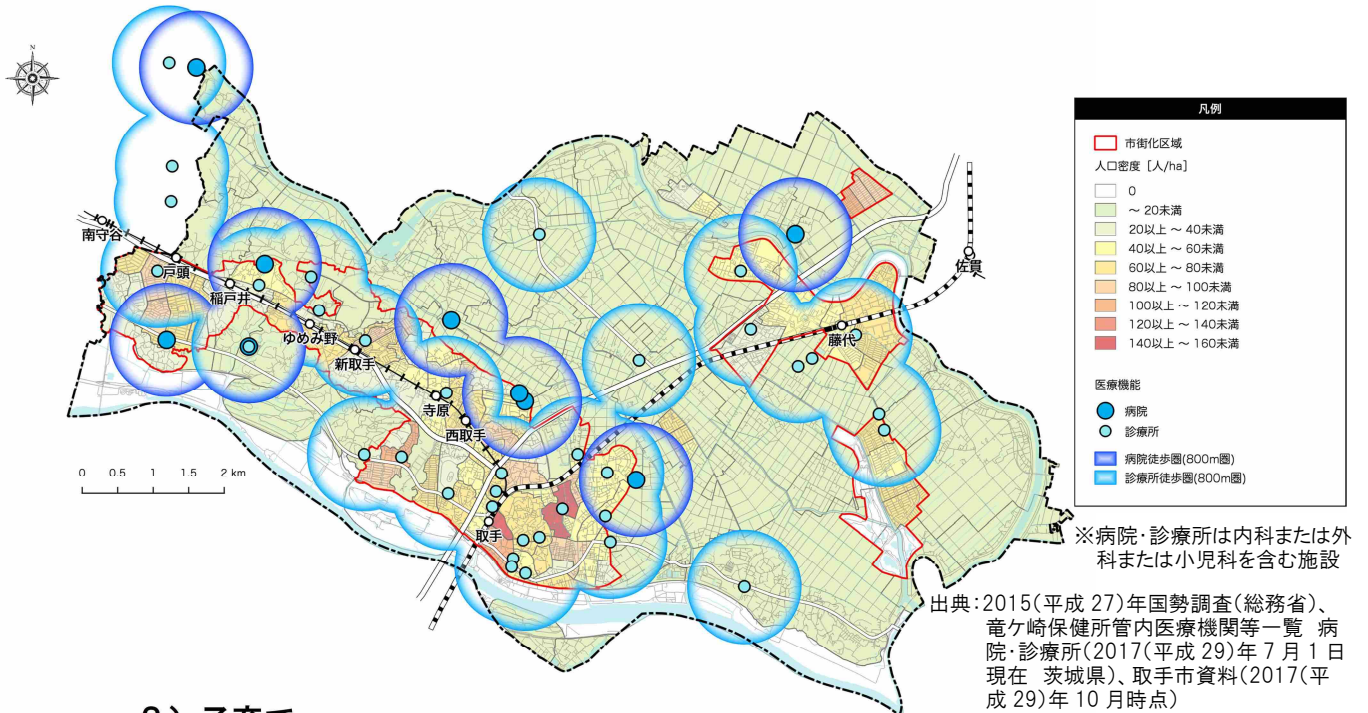 N
南守谷
戸頭
稲戸井
ゆめみ野
新取手
寺原
西取手
取手
藤代
佐貫
0 0.5 1 1.5 2 km
凡例
市街化区域
人口密度 [人/ha]
0
～ 20未満
20以上 ～ 40未満
40以上 ～ 60未満
60以上 ～ 80未満
80以上 ～ 100未満
100以上 ～ 120未満
120以上 ～ 140未満
140以上 ～ 160未満
医療機能
病院
診療所
病院徒歩圏(800m圏)
診療所徒歩圏(800m圏)
※病院・診療所は内科または外
科または小児科を含む施設
出典：2015(平成 27)年国勢調査(総務省)、
竜ケ崎保健所管内医療機関等一覧 病
院・診療所(2017(平成 29)年 7 月 1 日
現在 茨城県)、取手市資料(2017(平
成 29)年 10 月時点)